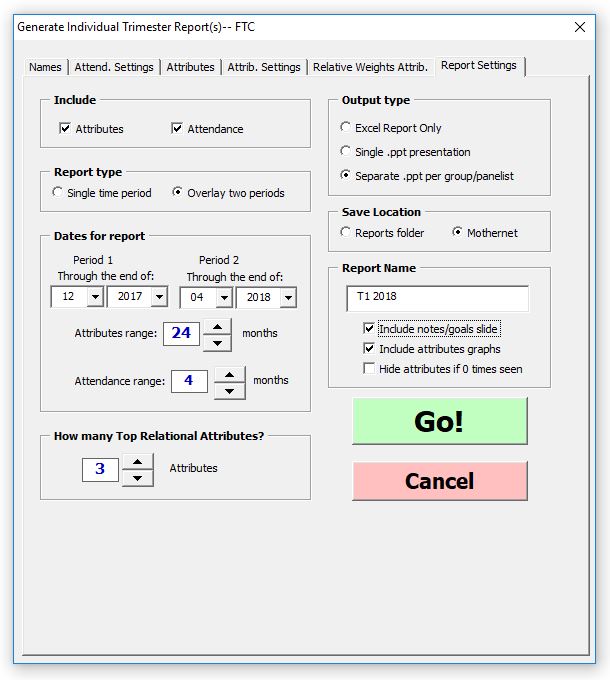 Generate Individual Trimester Report(s)-- FTC
Names Attend. Settings Attributes Attrib. Settings Relative Weights Attrib. Report Settings
Include
Attributes Attendance
Report type
Single time period Overlay two periods
Dates for report
Period 1 Period 2
Through the end of: Through the end of:
12 2017 04 2018
Attributes range: 24 months
Attendance range: 4 months
How many Top Relational Attributes?
3 Attributes
Output type
Excel Report Only
Single .ppt presentation
Separate .ppt per group/panelist
Save Location
Reports folder Mothernet
Report Name
T1 2018
Include notes/goals slide
Include attributes graphs
Hide attributes if 0 times seen
Go!
Cancel